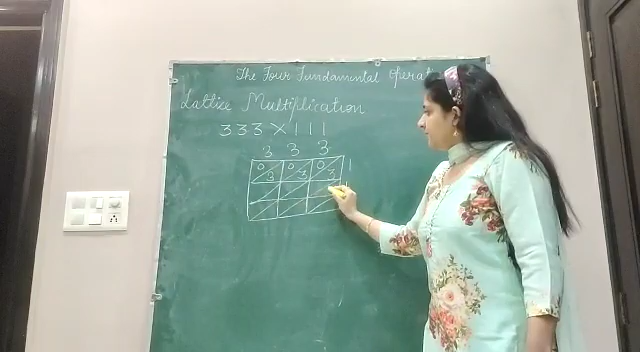 The Four Fundamental Operat
Lattice Multiplication
333 × 111
3 3 3
0 0 0 1
3 3 3